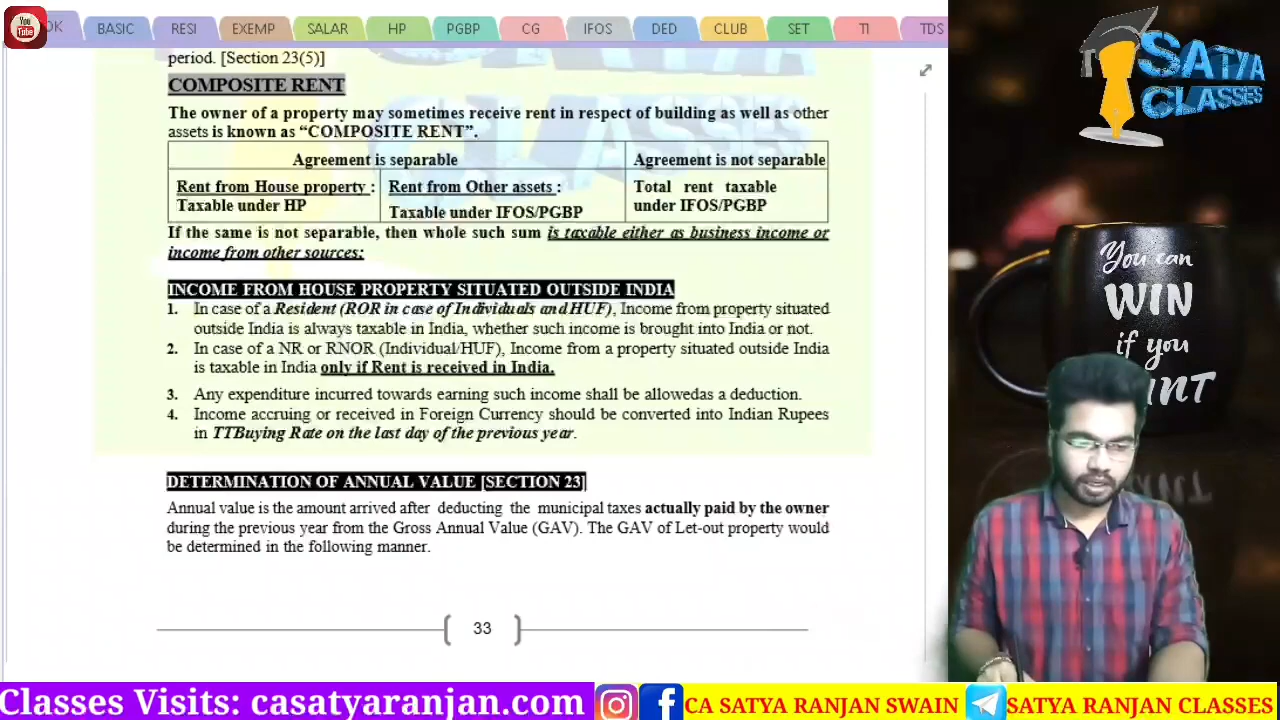 You
Tube
OK BASIC RESI EXEMP SALAR HP PGBP CG IFOS DED CLUB SET TI TDS
period. [Section 23(5)]
COMPOSITE RENT
The owner of a property may sometimes receive rent in respect of building as well as other
assets is known as “COMPOSITE RENT”.
Agreement is separable Agreement is not separable
Rent from House property : Rent from Other assets : Total rent taxable
Taxable under HP Taxable under IFOS/PGBP under IFOS/PGBP
If the same is not separable, then whole such sum is taxable either as business income or
income from other sources;
INCOME FROM HOUSE PROPERTY SITUATED OUTSIDE INDIA
1. In case of a Resident (ROR in case of Individuals and HUF), Income from property situated
outside India is always taxable in India, whether such income is brought into India or not.
2. In case of a NR or RNOR (Individual/HUF), Income from a property situated outside India
is taxable in India only if Rent is received in India.
3. Any expenditure incurred towards earning such income shall be allowedas a deduction.
4. Income accruing or received in Foreign Currency should be converted into Indian Rupees
in TTBuying Rate on the last day of the previous year.
DETERMINATION OF ANNUAL VALUE [SECTION 23]
Annual value is the amount arrived after deducting the municipal taxes actually paid by the owner
during the previous year from the Gross Annual Value (GAV). The GAV of Let-out property would
be determined in the following manner.
33
SATYA
CLASSES
You can
WIN
if you
Classes Visits: casatyaranjan.com CA SATYA RANJAN SWAIN SATYA RANJAN CLASSES